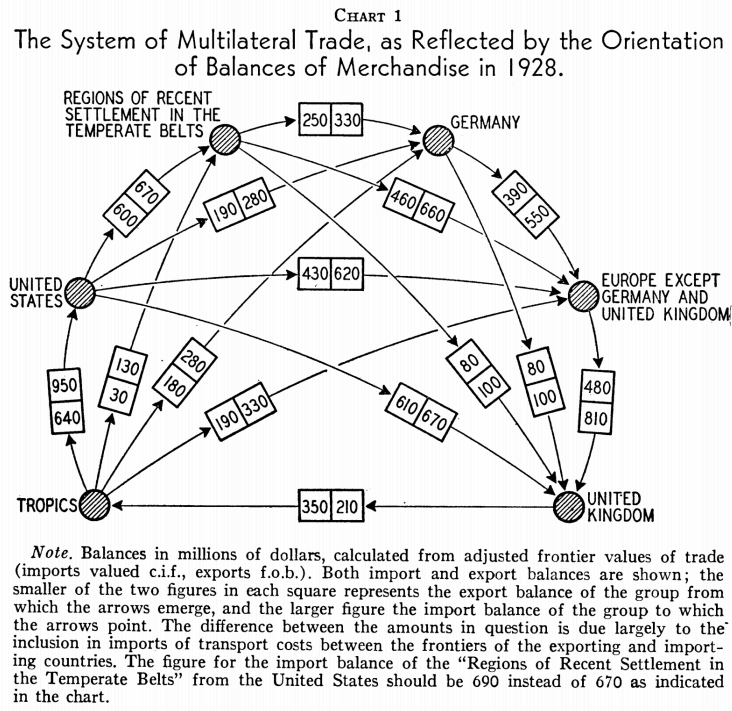 CHART 1
The System of Multilateral Trade, as Reflected by the Orientation
of Balances of Merchandise in 1928.
REGIONS OF RECENT
SETTLEMENT IN THE
TEMPERATE BELTS
250 330
GERMANY
670
600
190 280
460 660
390
550
UNITED
STATES
430 620
EUROPE EXCEPT
GERMANY AND
UNITED KINGDOM
950
640
130
30
280
180
190 330
610 670
80
100
80
100
480
810
TROPICS
350 210
UNITED
KINGDOM
Note. Balances in millions of dollars, calculated from adjusted frontier values of trade
(imports valued c.i.f., exports f.o.b.). Both import and export balances are shown; the
smaller of the two figures in each square represents the export balance of the group from
which the arrows emerge, and the larger figure the import balance of the group to which
the arrows point. The difference between the amounts in question is due largely to the
inclusion in imports of transport costs between the frontiers of the exporting and import-
ing countries. The figure for the import balance of the “Regions of Recent Settlement in
the Temperate Belts” from the United States should be 690 instead of 670 as indicated
in the chart.